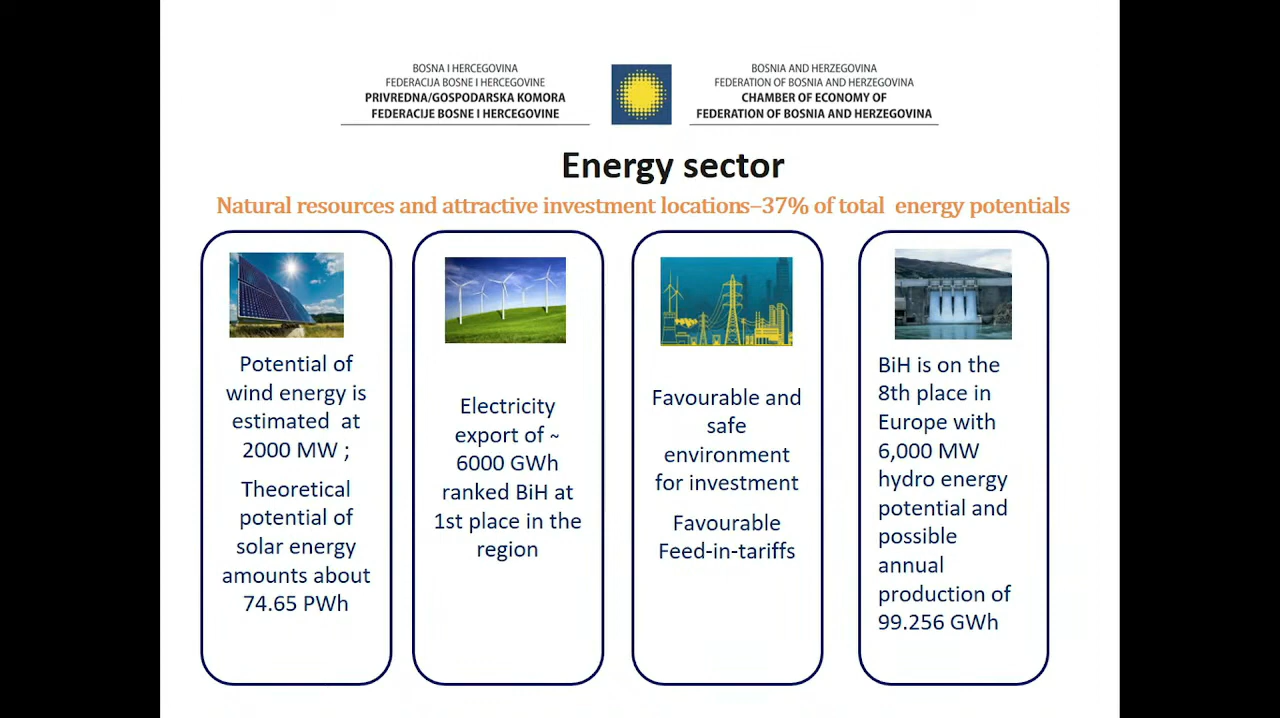 BOSNA I HERCEGOVINA
FEDERACIJA BOSNE I HERCEGOVINE
PRIVREDNA/GOSPODARSKA KOMORA
FEDERACIJE BOSNE I HERCEGOVINE
BOSNIA AND HERZEGOVINA
FEDERATION OF BOSNIA AND HERZEGOVINA
CHAMBER OF ECONOMY OF
FEDERATION OF BOSNIA AND HERZEGOVINA
Energy sector
Natural resources and attractive investment locations–37% of total energy potentials
Potential of
wind energy is
estimated at
2000 MW ;
Theoretical
potential of
solar energy
amounts about
74.65 PWh
Electricity
export of ~
6000 GWh
ranked BiH at
1st place in the
region
Favourable and
safe
environment
for investment
Favourable
Feed-in-tariffs
BiH is on the
8th place in
Europe with
6,000 MW
hydro energy
potential and
possible
annual
production of
99.256 GWh